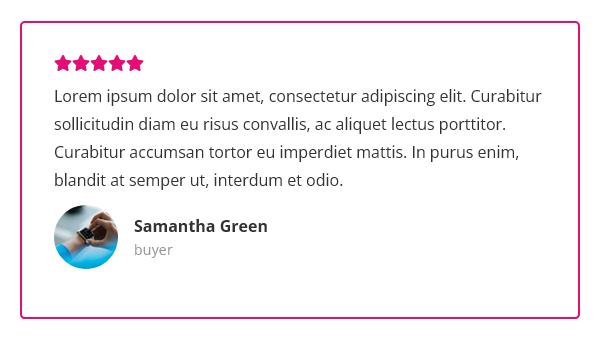 Lorem ipsum dolor sit amet, consectetur adipiscing elit. Curabitur
sollicitudin diam eu risus convallis, ac aliquet lectus porttitor.
Curabitur accumsan tortor eu imperdiet mattis. In purus enim,
blandit at semper ut, interdum et odio.
Samantha Green
buyer